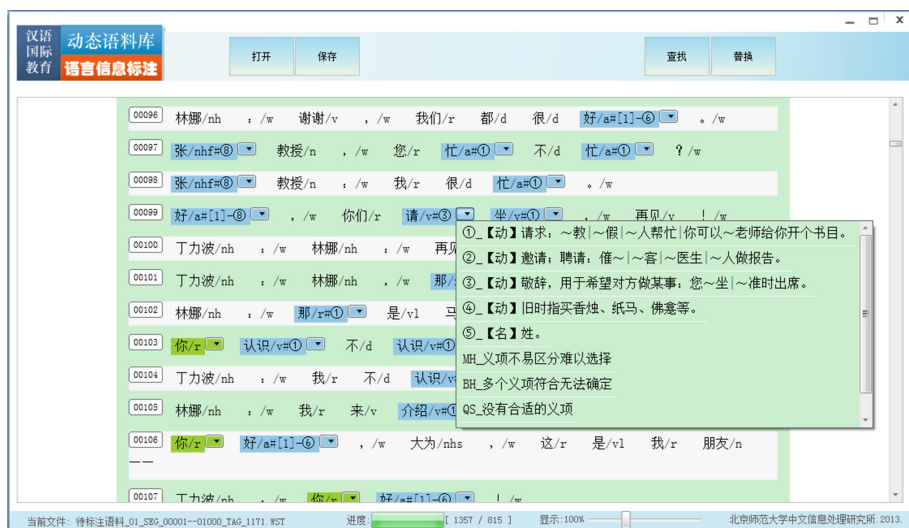 汉语
国际
教育
动态语料库
语言信息标注
打开 保存 查找 替换
00096 林娜/nh ：/w 谢谢/v ，/w 我们/r 都/d 很/d 好/a#[1]-⑥ 。/w
00097 张/nhf#⑧ 教授/n ，/w 您/r 忙/a#① 不/d 忙/a#① ？/w
00098 张/nhf#⑧ 教授/n ：/w 我/r 很/d 忙/a#① 。/w
00099 好/a#[1]-⑧ ，/w 你们/r 请/v#③ 坐/v#① ，/w 再见/v ！/w
①_【动】请求：～教|～假|～人帮忙|你可以～老师给你开个书目。
00100 丁力波/nh ：/w 林娜/nh ：/w 再见
②_【动】邀请；聘请：催～|～客|～医生|～人做报告。
00101 丁力波/nh ：/w 林娜/nh ，/w 那/
③_【动】敬辞，用于希望对方做某事：您～坐|～准时出席。
00102 林娜/nh ：/w 那/r#① 是/vl
④_【动】旧时指买香烛、纸马、佛龛等。
00103 你/r 认识/v#① 不/d 认识/v#①
⑤_【名】姓。
MH_义项不易区分难以选择
00104 丁力波/nh ：/w 我/r 不/d 认识/v
BH_多个义项符合无法确定
00105 林娜/nh ：/w 我/r 来/v 介绍/v#①
QS_没有合适的义项
00106 你/r 好/a#[1]-⑥ ，/w 大为/nhs ，/w 这/r 是/vl 我/r 朋友/n
——
00107 丁力波/nh ：/w 你/r 好/a#[1]-⑥ ！/w
当前文件: 待标注语料_01_SEG_00001--01000_TAG_1171.WST 进度: [ 1357 / 815 ] 显示:100% 北京师范大学中文信息处理研究所.2013.